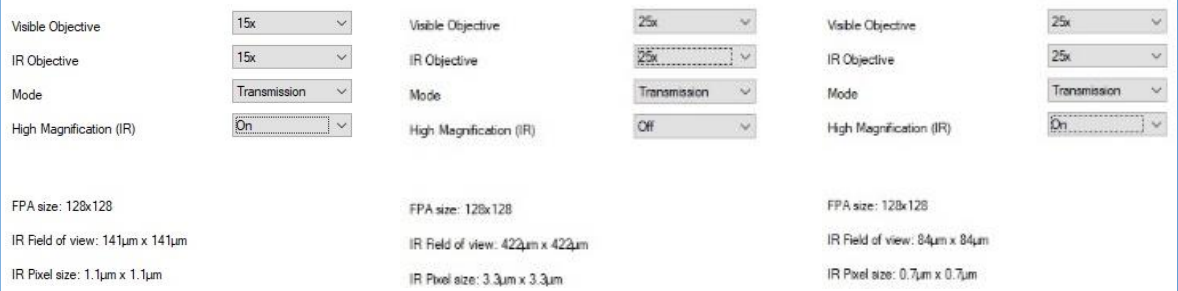 Visible Objective 15x
IR Objective 15x
Mode Transmission
High Magnification (IR) On
FPA size: 128x128
IR Field of view: 141µm x 141µm
IR Pixel size: 1.1µm x 1.1µm
Visible Objective 25x
IR Objective 25x
Mode Transmission
High Magnification (IR) Off
FPA size: 128x128
IR Field of view: 422µm x 422µm
IR Pixel size: 3.3µm x 3.3µm
Visible Objective 25x
IR Objective 25x
Mode Transmission
High Magnification (IR) On
FPA size: 128x128
IR Field of view: 84µm x 84µm
IR Pixel size: 0.7µm x 0.7µm